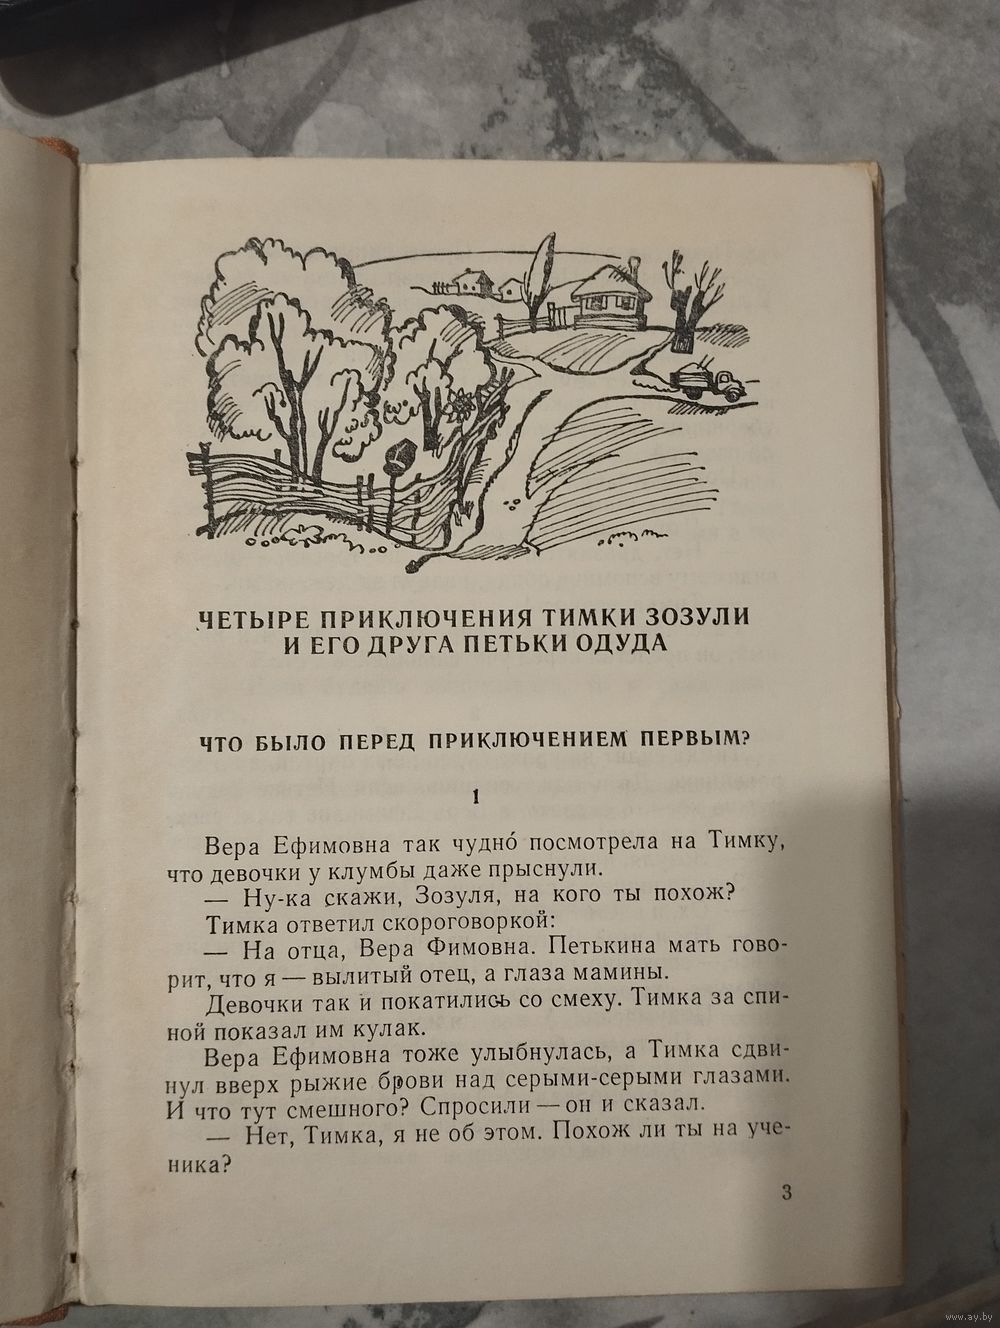 ЧЕТЫРЕ ПРИКЛЮЧЕНИЯ ТИМКИ ЗОЗУЛИ
И ЕГО ДРУГА ПЕТЬКИ ОДУДА
ЧТО БЫЛО ПЕРЕД ПРИКЛЮЧЕНИЕМ ПЕРВЫМ?
1
Вера Ефимовна так чудно́ посмотрела на Тимку,
что девочки у клумбы даже прыснули.
— Ну-ка скажи, Зозуля, на кого ты похож?
Тимка ответил скороговоркой:
— На отца, Вера Фимовна. Петькина мать гово-
рит, что я — вылитый отец, а глаза мамины.
Девочки так и покатились со смеху. Тимка за спи-
ной показал им кулак.
Вера Ефимовна тоже улыбнулась, а Тимка сдви-
нул вверх рыжие брови над серыми-серыми глазами.
И что тут смешного? Спросили — он и сказал.
— Нет, Тимка, я не об этом. Похож ли ты на уче-
ника?
3
www.ay.by